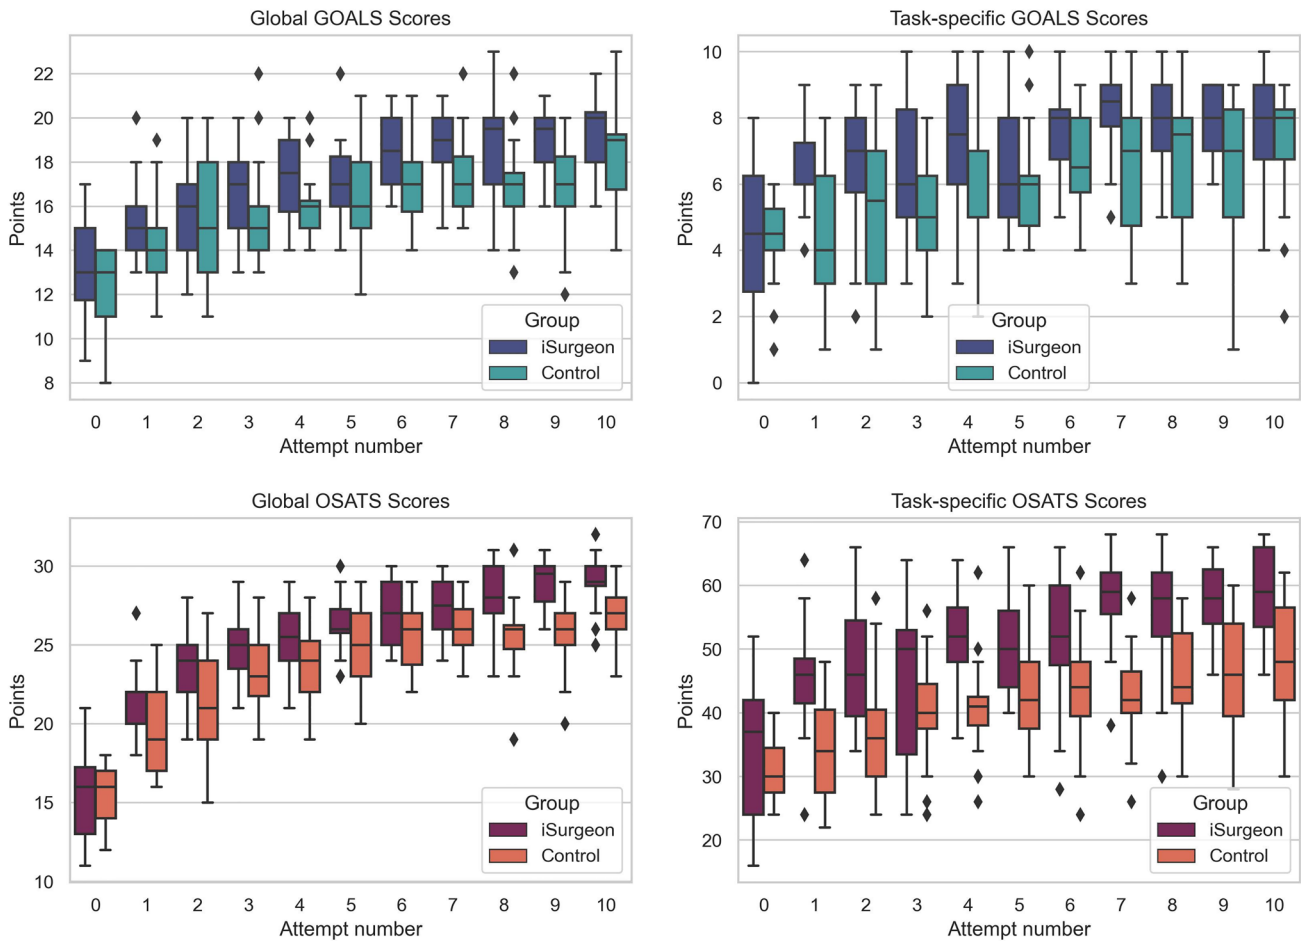 Global GOALS Scores
Points
22
20
18
16
14
12
10
8
0 1 2 3 4 5 6 7 8 9 10
Attempt number
Group
iSurgeon
Control
Task-specific GOALS Scores
Points
10
8
6
4
2
0
0 1 2 3 4 5 6 7 8 9 10
Attempt number
Group
iSurgeon
Control
Global OSATS Scores
Points
30
25
20
15
10
0 1 2 3 4 5 6 7 8 9 10
Attempt number
Group
iSurgeon
Control
Task-specific OSATS Scores
Points
70
60
50
40
30
20
0 1 2 3 4 5 6 7 8 9 10
Attempt number
Group
iSurgeon
Control